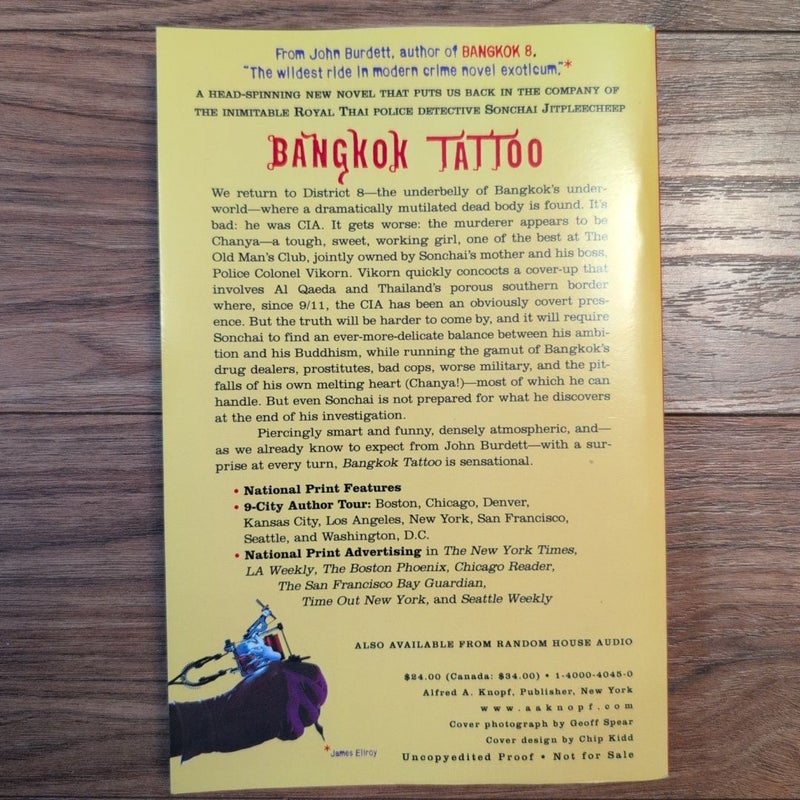 From John Burdett, author of BANGKOK 8,
"The wildest ride in modern crime novel exoticum."*
A HEAD-SPINNING NEW NOVEL THAT PUTS US BACK IN THE COMPANY OF
THE INIMITABLE ROYAL THAI POLICE DETECTIVE SONCHAI JITPLEECHEEP
BANGKOK TATTOO
We return to District 8—the underbelly of Bangkok's under-
world—where a dramatically mutilated dead body is found. It's
bad: he was CIA. It gets worse: the murderer appears to be
Chanya—a tough, sweet, working girl, one of the best at The
Old Man's Club, jointly owned by Sonchai's mother and his boss,
Police Colonel Vikorn. Vikorn quickly concocts a cover-up that
involves Al Qaeda and Thailand's porous southern border
where, since 9/11, the CIA has been an obviously covert pres-
ence. But the truth will be harder to come by, and it will require
Sonchai to find an ever-more-delicate balance between his ambi-
tion and his Buddhism, while running the gamut of Bangkok's
drug dealers, prostitutes, bad cops, worse military, and the pit-
falls of his own melting heart (Chanya!)—most of which he can
handle. But even Sonchai is not prepared for what he discovers
at the end of his investigation.
Piercingly smart and funny, densely atmospheric, and—
as we already know to expect from John Burdett—with a sur-
prise at every turn, Bangkok Tattoo is sensational.
• National Print Features
• 9-City Author Tour: Boston, Chicago, Denver,
Kansas City, Los Angeles, New York, San Francisco,
Seattle, and Washington, D.C.
• National Print Advertising in The New York Times,
LA Weekly, The Boston Phoenix, Chicago Reader,
The San Francisco Bay Guardian,
Time Out New York, and Seattle Weekly
ALSO AVAILABLE FROM RANDOM HOUSE AUDIO
$24.00 (Canada: $34.00) • 1-4000-4045-0
Alfred A. Knopf, Publisher, New York
www.aaknopf.com
Cover photograph by Geoff Spear
Cover design by Chip Kidd
*James Ellroy
Uncopyedited Proof • Not for Sale